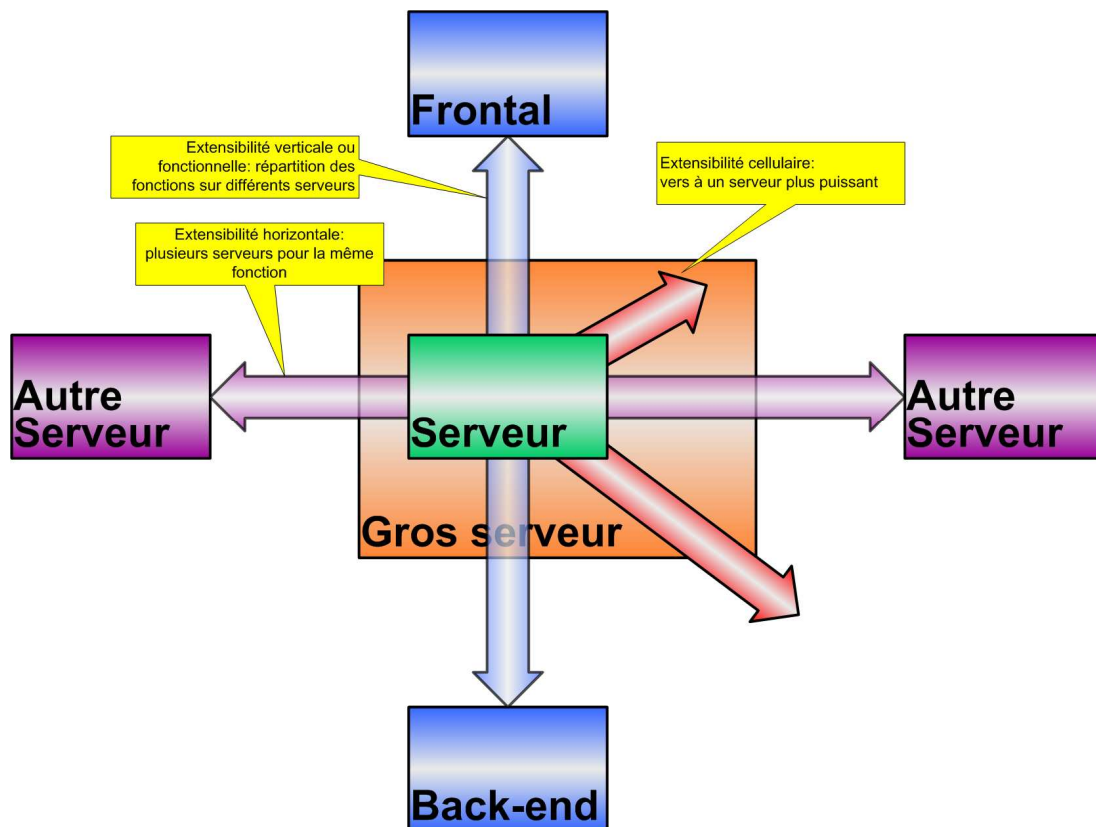 Frontal
Extensibilité verticale ou
fonctionnelle: répartition des
fonctions sur différents serveurs
Extensibilité cellulaire:
vers à un serveur plus puissant
Extensibilité horizontale:
plusieurs serveurs pour la même
fonction
Autre
Serveur
Serveur
Autre
Serveur
Gros serveur
Back-end